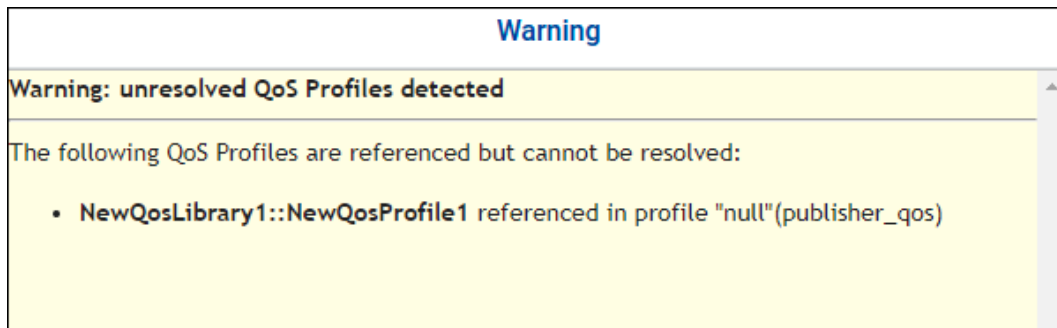 Warning
Warning: unresolved QoS Profiles detected
The following QoS Profiles are referenced but cannot be resolved:
• NewQosLibrary1::NewQosProfile1 referenced in profile "null"(publisher_qos)